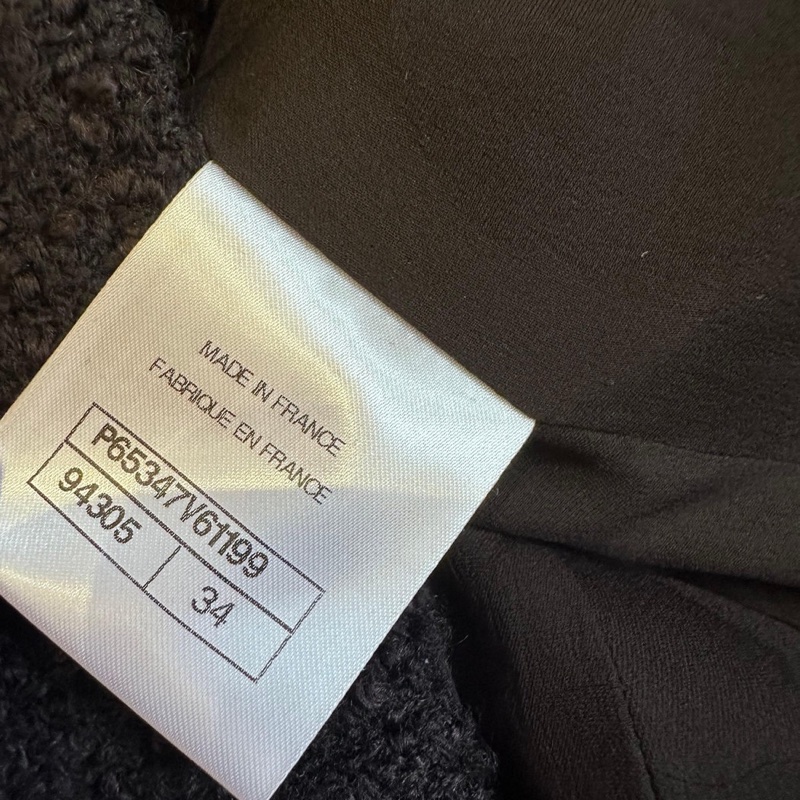 MADE IN FRANCE
FABRIQUE EN FRANCE
P65347V61199
94305
34